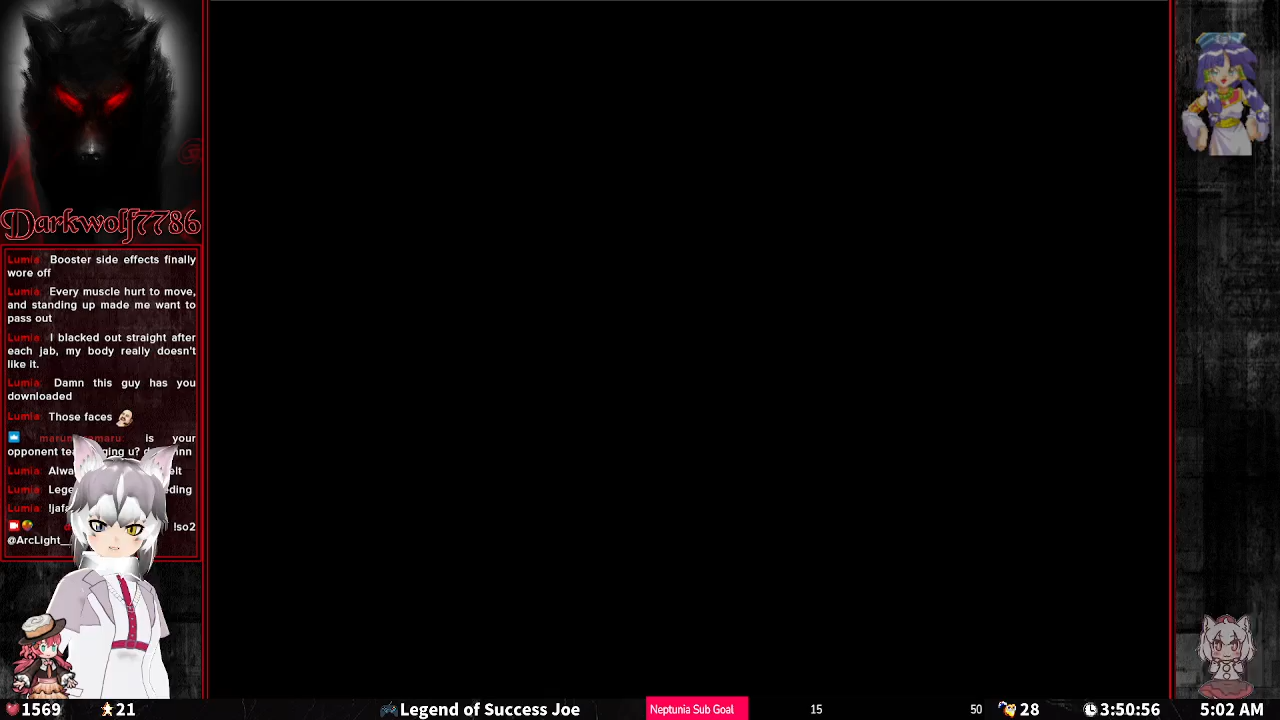 Darkwolf7786
Lumia: Booster side effects finally
wore off
Lumia: Every muscle hurt to move,
and standing up made me want to
pass out
Lumia: I blacked out straight after
each jab, my body really doesn't
like it.
Lumia: Damn this guy has you
downloaded
Lumia: Those faces
is your
opponent
u?
Lumia:
Lumia:
Lumia:
!so2
1569
21
Legend of Success Joe
Neptunia Sub Goal
15
50
28
3:50:56
5:02 AM